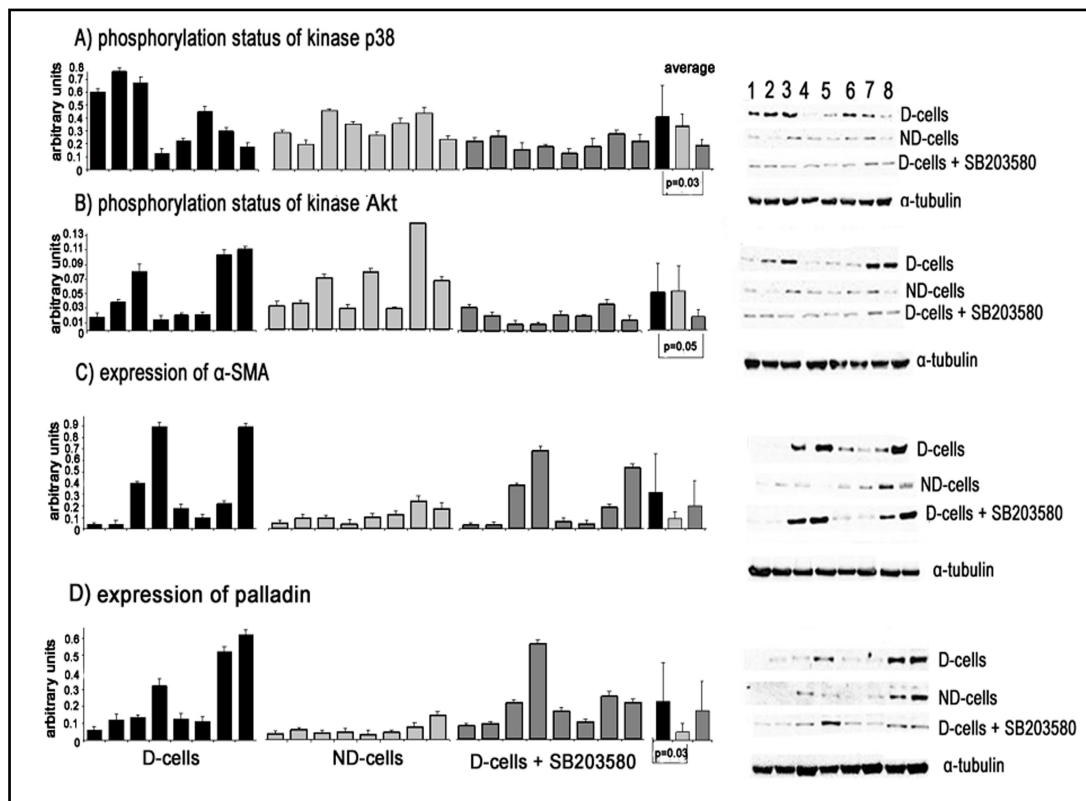 A) phosphorylation status of kinase p38
average
arbitrary units
0.8
0.7
0.6
0.5
0.4
0.3
0.2
0.1
0
p=0.03
1 2 3 4 5 6 7 8
D-cells
ND-cells
D-cells + SB203580
α-tubulin
B) phosphorylation status of kinase Akt
arbitrary units
0.13
0.11
0.09
0.07
0.05
0.03
0.01
0
p=0.05
D-cells
ND-cells
D-cells + SB203580
α-tubulin
C) expression of α-SMA
arbitrary units
0.9
0.8
0.7
0.6
0.5
0.4
0.3
0.2
0.1
0
D-cells
ND-cells
D-cells + SB203580
α-tubulin
D) expression of palladin
arbitrary units
0.6
0.5
0.4
0.3
0.2
0.1
0
p=0.03
D-cells
ND-cells
D-cells + SB203580
D-cells
ND-cells
D-cells + SB203580
α-tubulin